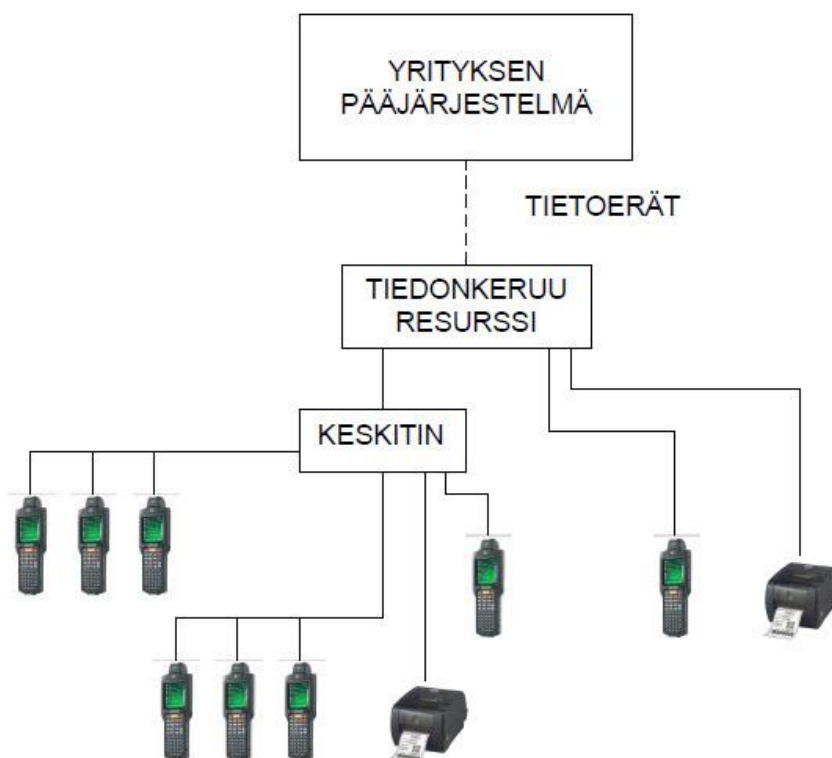 YRITYKSEN
PÄÄJÄRJESTELMÄ
TIETOERÄT
TIEDONKERUU
RESURSSI
KESKITIN